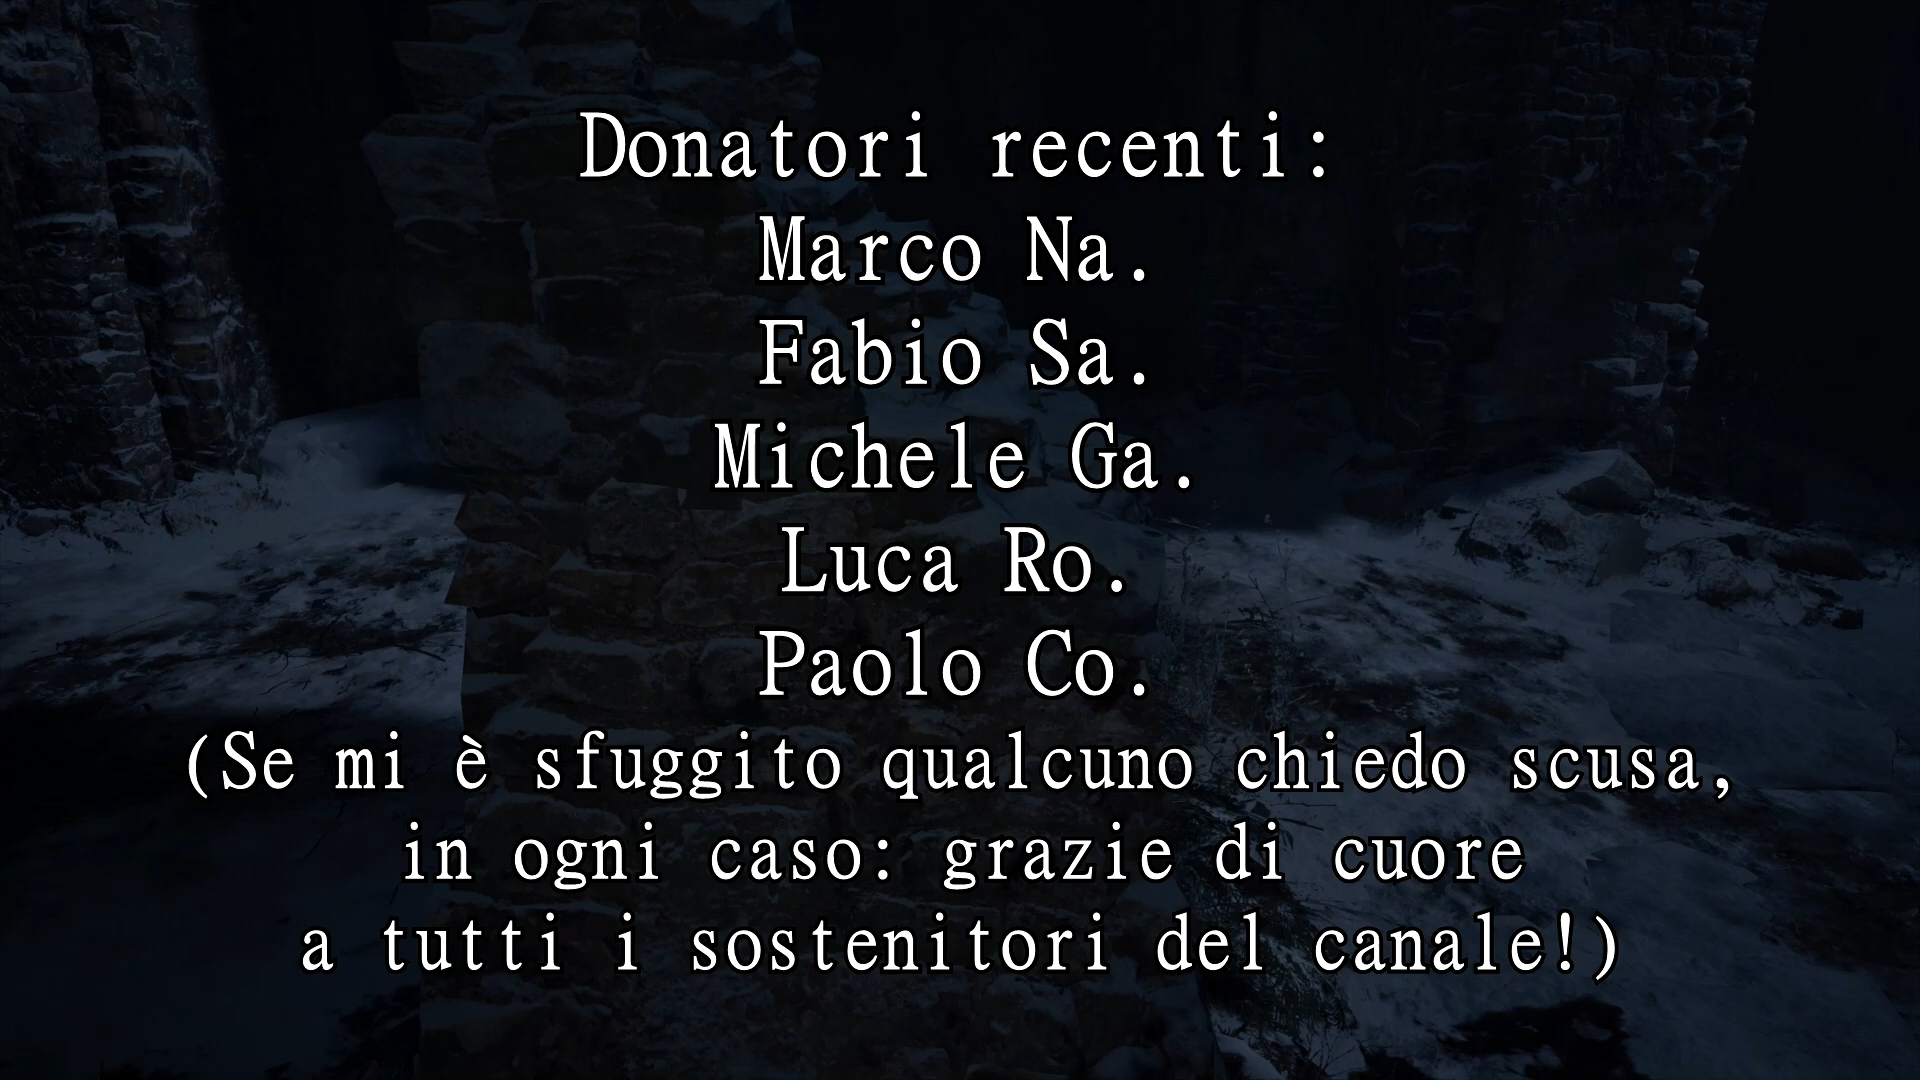 Donatori recenti:
Marco Na.
Fabio Sa.
Michele Ga.
Luca Ro.
Paolo Co.
(Se mi è sfuggito qualcuno chiedo scusa,
in ogni caso: grazie di cuore
a tutti i sostenitori del canale!)